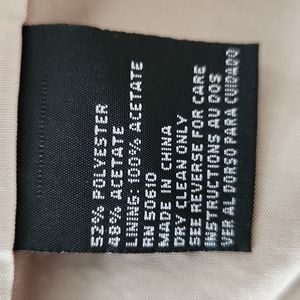 52% POLYESTER
48% ACETATE
LINING: 100% ACETATE
RN 50610
MADE IN CHINA
DRY CLEAN ONLY
SEE REVERSE FOR CARE
INSTRUCTIONS AU DOS
VER AL DORSO PARA CUIDADO